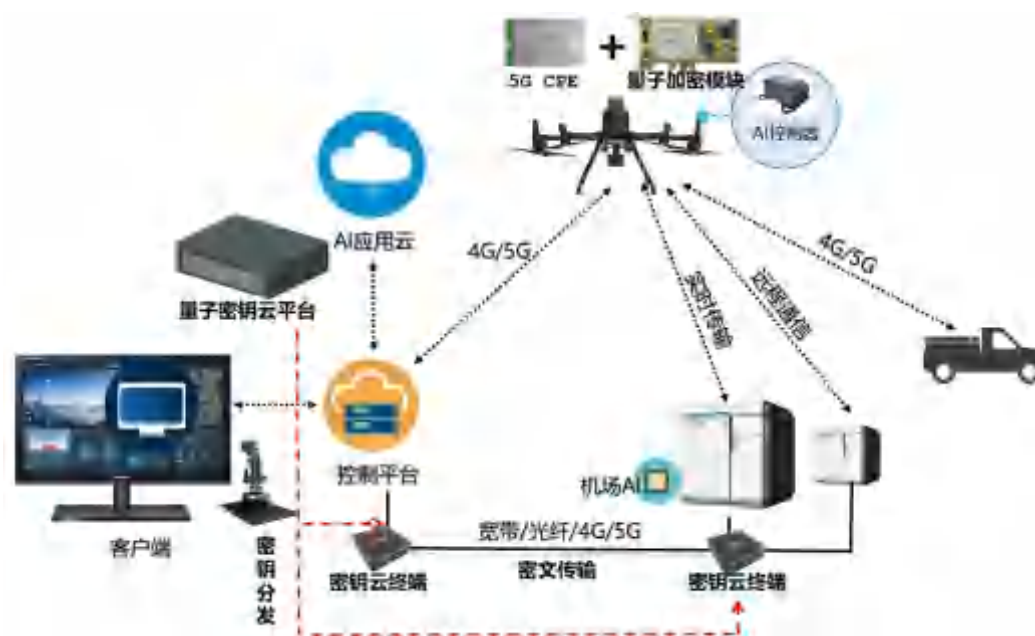 5G CPE
+
量子加密模块
AI控制器
AI应用云
4G/5G
4G/5G
实时传输
远程通信
量子密钥云平台
控制平台
机场AI
客户端
密钥分发
宽带/光纤/4G/5G
密文传输
密钥云终端
密钥云终端